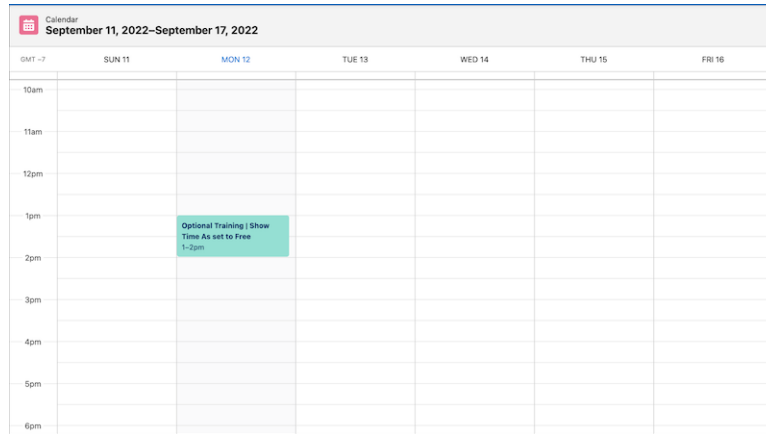 Calendar
September 11, 2022–September 17, 2022
GMT −7
SUN 11
MON 12
TUE 13
WED 14
THU 15
FRI 16
10am
11am
12pm
1pm
Optional Training | Show
Time As set to Free
1–2pm
2pm
3pm
4pm
5pm
6pm